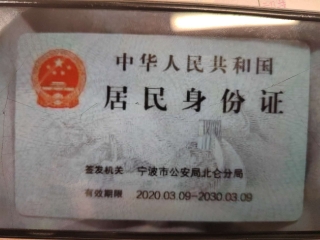 中华人民共和国
居民身份证
签发机关 宁波市公安局北仑分局
有效期限 2020.03.09-2030.03.09